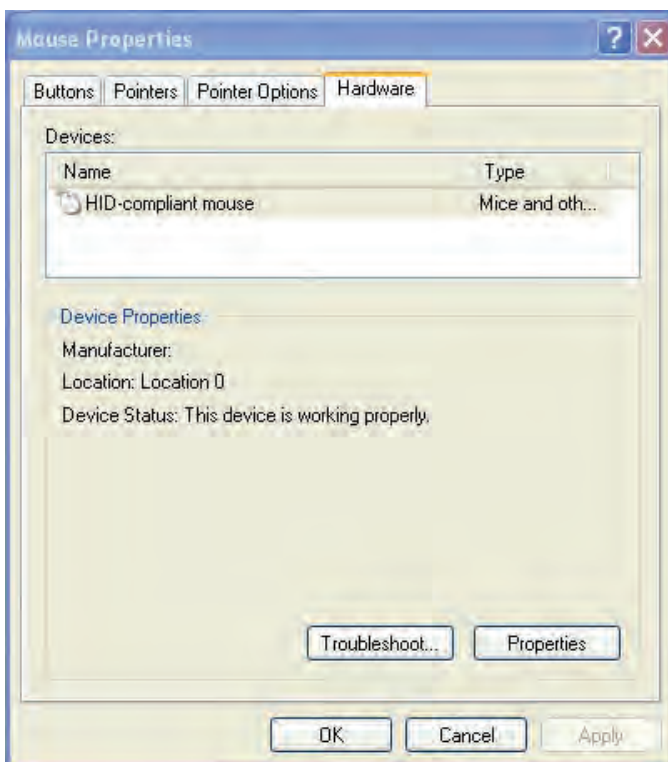 Mouse Properties ? X
Buttons Pointers Pointer Options Hardware
Devices:
Name Type
HID-compliant mouse Mice and oth...
Device Properties
Manufacturer:
Location: Location 0
Device Status: This device is working properly.
Troubleshoot... Properties
OK Cancel Apply